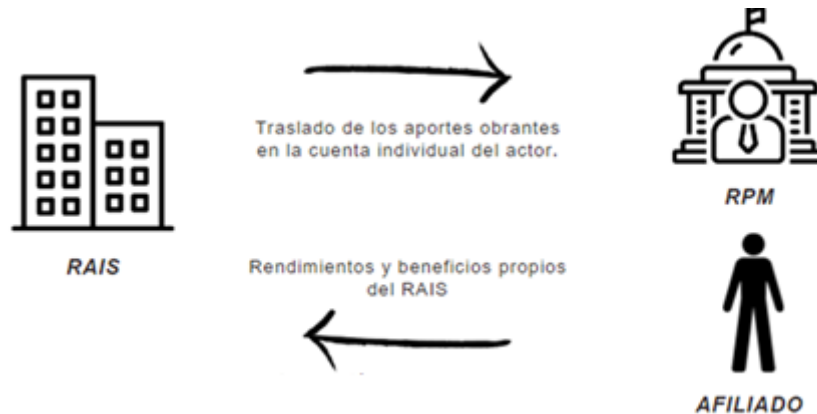 Traslado de los aportes obrantes
en la cuenta individual del actor.
RPM
RAIS
Rendimientos y beneficios propios
del RAIS
AFILIADO